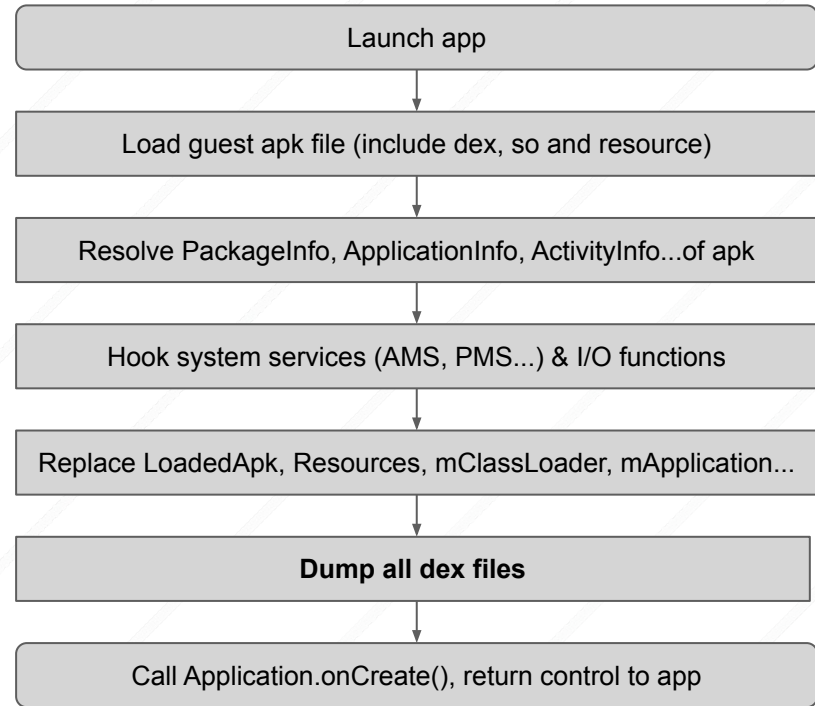 Launch app
Load guest apk file (include dex, so and resource)
Resolve PackageInfo, ApplicationInfo, ActivityInfo...of apk
Hook system services (AMS, PMS...) & I/O functions
Replace LoadedApk, Resources, mClassLoader, mApplication...
Dump all dex files
Call Application.onCreate(), return control to app